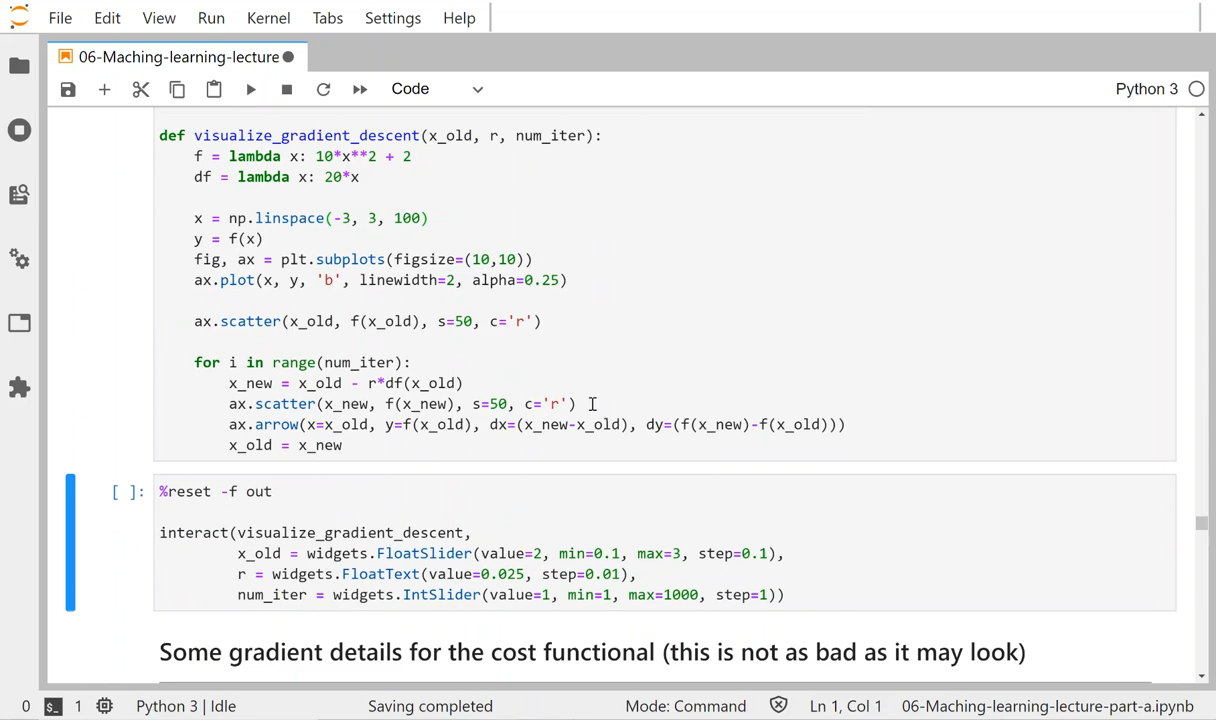 File Edit View Run Kernel Tabs Settings Help
06-Maching-learning-lecture
Code
Python 3
def visualize_gradient_descent(x_old, r, num_iter):
    f = lambda x: 10*x**2 + 2
    df = lambda x: 20*x
    x = np.linspace(-3, 3, 100)
    y = f(x)
    fig, ax = plt.subplots(figsize=(10,10))
    ax.plot(x, y, 'b', linewidth=2, alpha=0.25)
    ax.scatter(x_old, f(x_old), s=50, c='r')
    for i in range(num_iter):
        x_new = x_old - r*df(x_old)
        ax.scatter(x_new, f(x_new), s=50, c='r')
        ax.arrow(x=x_old, y=f(x_old), dx=(x_new-x_old), dy=(f(x_new)-f(x_old)))
        x_old = x_new
[ ]: %reset -f out
interact(visualize_gradient_descent,
         x_old = widgets.FloatSlider(value=2, min=0.1, max=3, step=0.1),
         r = widgets.FloatText(value=0.025, step=0.01),
         num_iter = widgets.IntSlider(value=1, min=1, max=1000, step=1))
Some gradient details for the cost functional (this is not as bad as it may look)
0 $_ 1 Python 3 | Idle Saving completed Mode: Command Ln 1, Col 1 06-Maching-learning-lecture-part-a.ipynb